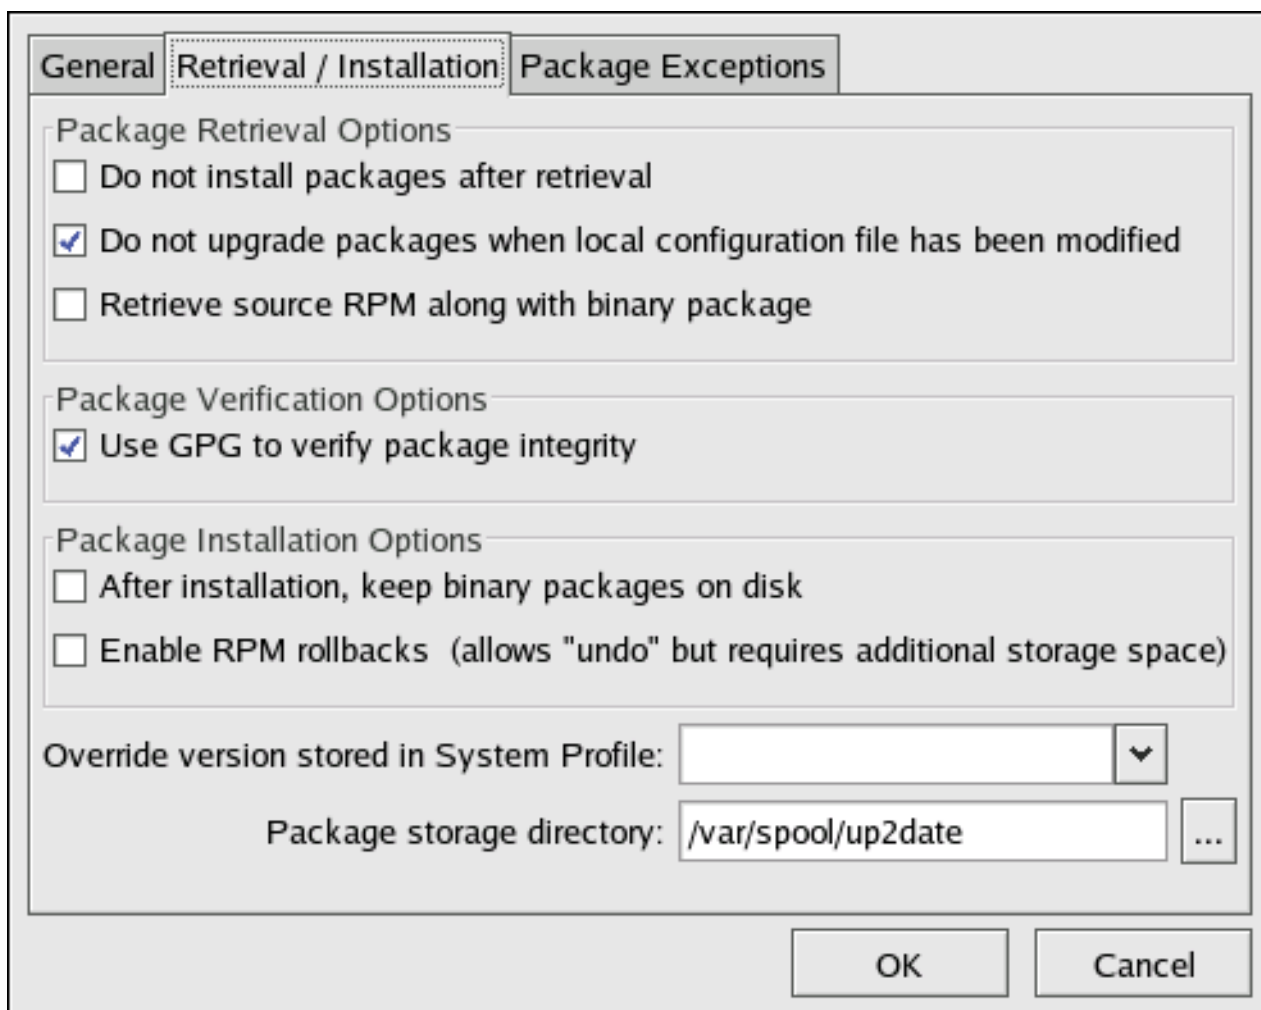 General Retrieval / Installation Package Exceptions
Package Retrieval Options
Do not install packages after retrieval
Do not upgrade packages when local configuration file has been modified
Retrieve source RPM along with binary package
Package Verification Options
Use GPG to verify package integrity
Package Installation Options
After installation, keep binary packages on disk
Enable RPM rollbacks (allows "undo" but requires additional storage space)
Override version stored in System Profile:
Package storage directory: /var/spool/up2date ...
OK Cancel